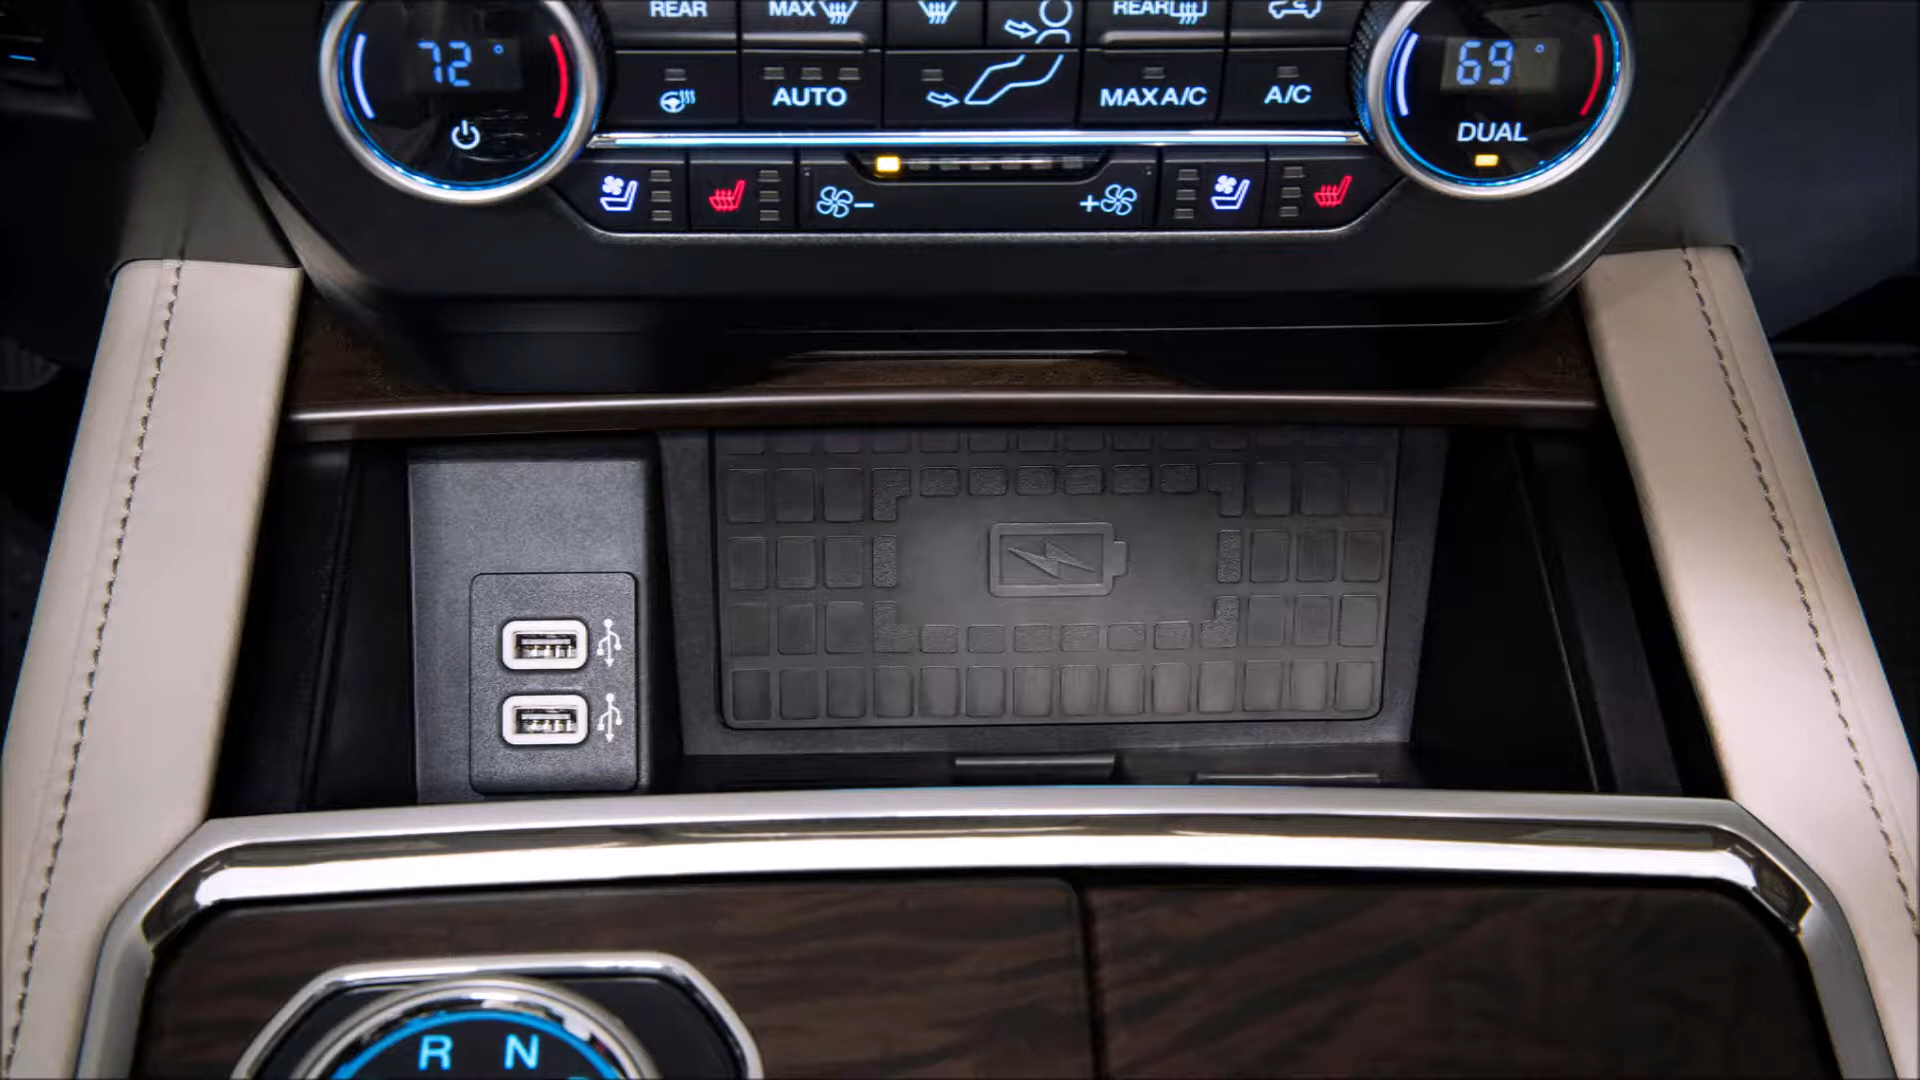 REAR
MAX
REAR
72°
AUTO
MAX A/C
A/C
69°
DUAL
−
+
R N